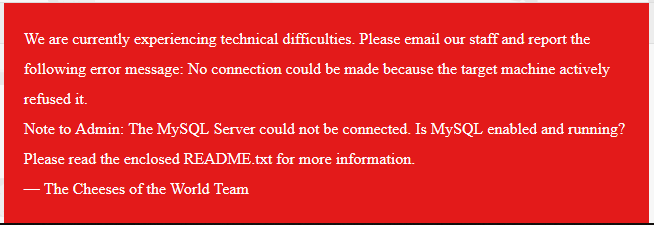 We are currently experiencing technical difficulties. Please email our staff and report the
following error message: No connection could be made because the target machine actively
refused it.
Note to Admin: The MySQL Server could not be connected. Is MySQL enabled and running?
Please read the enclosed README.txt for more information.
— The Cheeses of the World Team